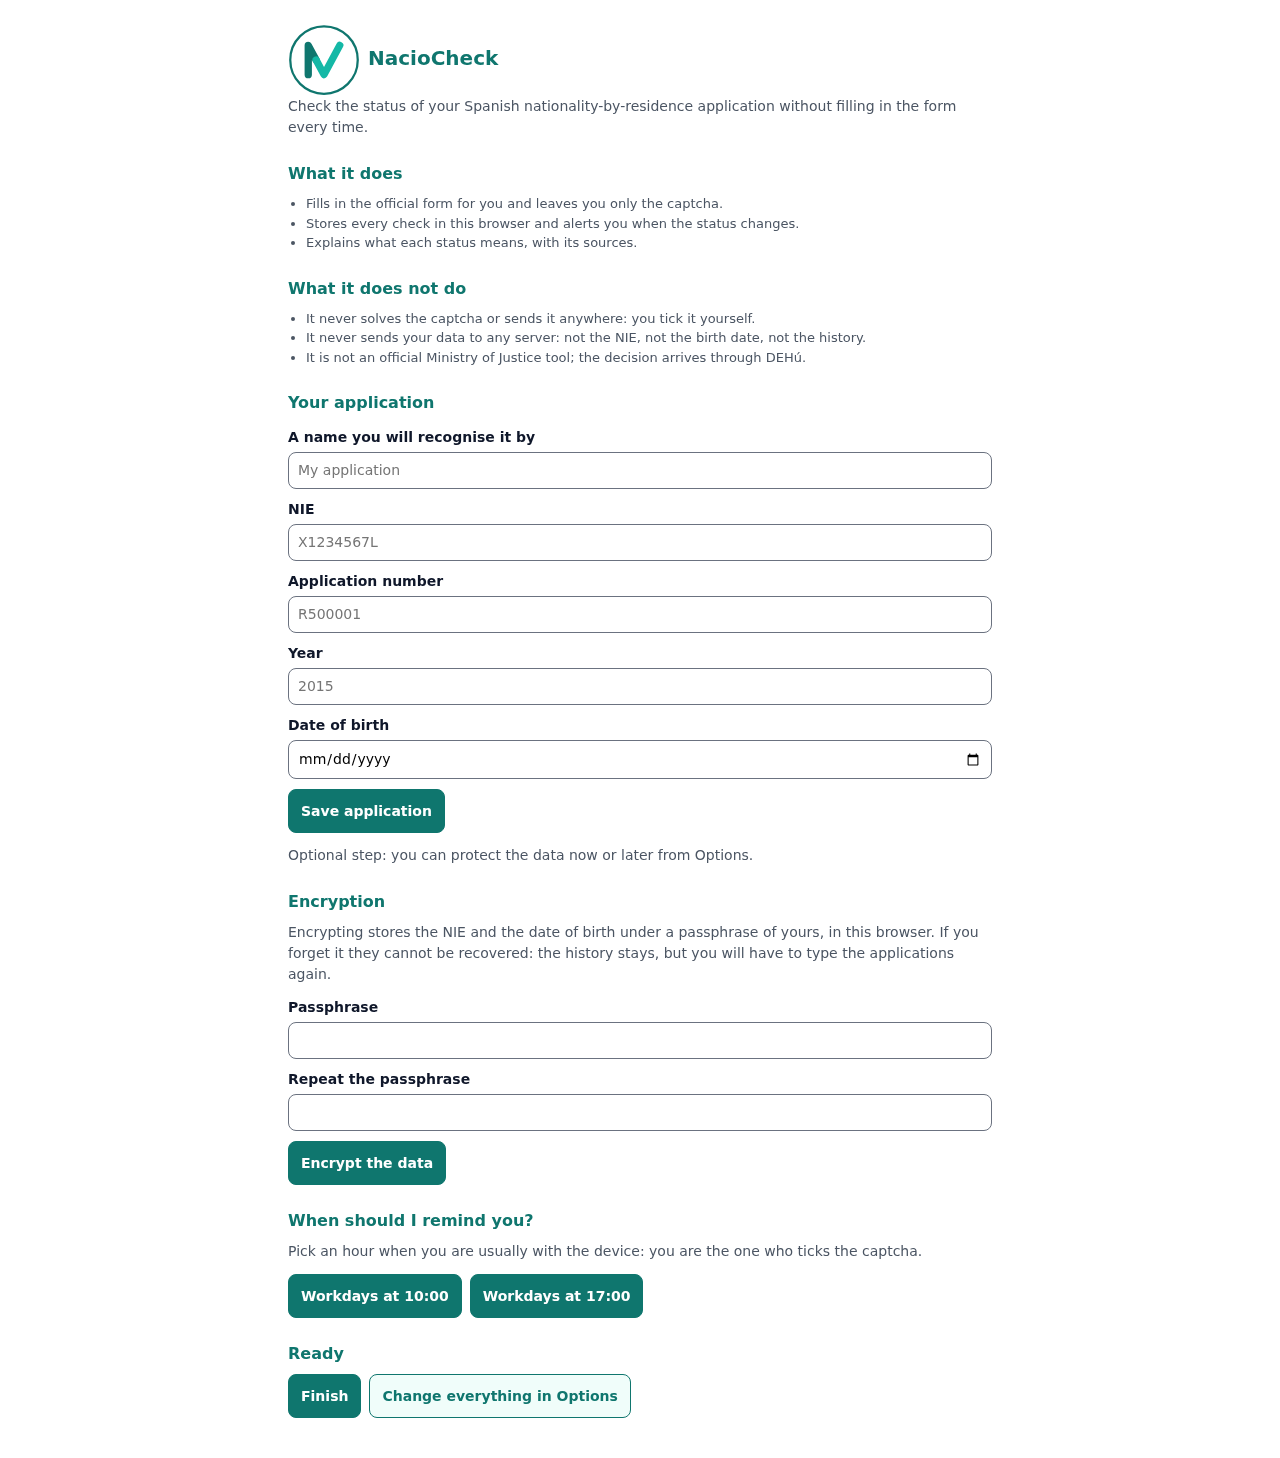 NacioCheck
Check the status of your Spanish nationality-by-residence application without filling in the form
every time.
What it does
• Fills in the official form for you and leaves you only the captcha.
• Stores every check in this browser and alerts you when the status changes.
• Explains what each status means, with its sources.
What it does not do
• It never solves the captcha or sends it anywhere: you tick it yourself.
• It never sends your data to any server: not the NIE, not the birth date, not the history.
• It is not an official Ministry of Justice tool; the decision arrives through DEHú.
Your application
A name you will recognise it by
My application
NIE
X1234567L
Application number
R500001
Year
2015
Date of birth
mm/dd/yyyy
Save application
Optional step: you can protect the data now or later from Options.
Encryption
Encrypting stores the NIE and the date of birth under a passphrase of yours, in this browser. If you
forget it they cannot be recovered: the history stays, but you will have to type the applications
again.
Passphrase
Repeat the passphrase
Encrypt the data
When should I remind you?
Pick an hour when you are usually with the device: you are the one who ticks the captcha.
Workdays at 10:00 Workdays at 17:00
Ready
Finish Change everything in Options